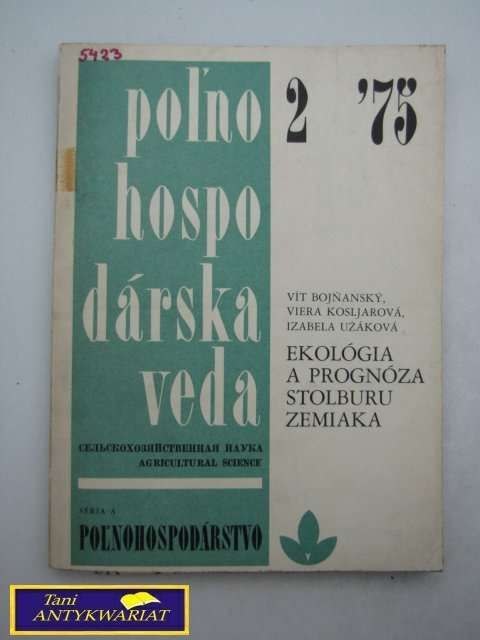 5423
poľno
hospo
dárska
veda
СЕЛЬСКОХОЗЯЙСТВЕННАЯ НАУКА
AGRICULTURAL SCIENCE
SÉRIA A
POĽNOHOSPODÁRSTVO
2 '75
VÍT BOJŇANSKÝ,
VIERA KOSLJAROVÁ,
IZABELA UŽÁKOVÁ
EKOLÓGIA
A PROGNÓZA
STOLBURU
ZEMIAKA
Tani
ANTYKWARIAT